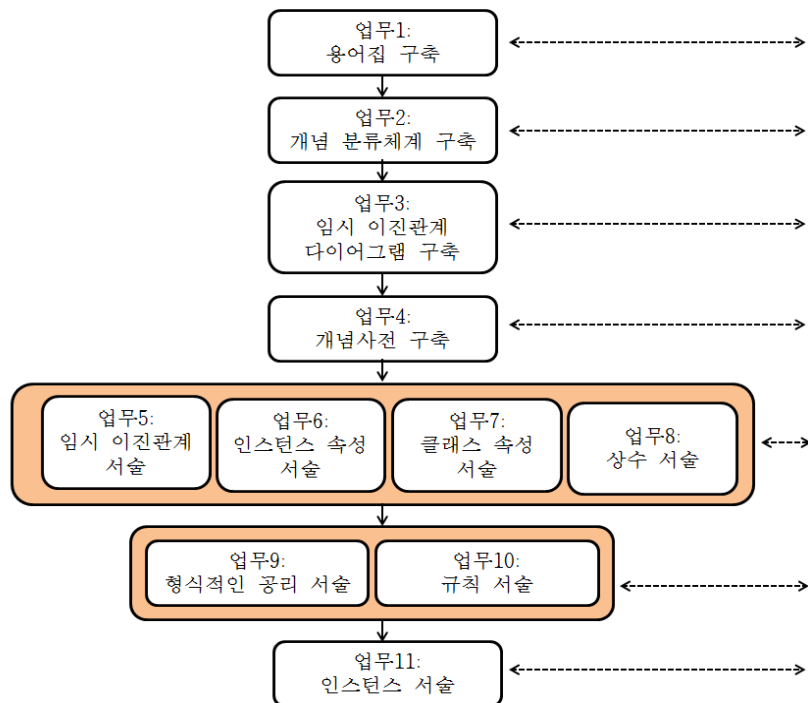 업무1:
용어집 구축
업무2:
개념 분류체계 구축
업무3:
임시 이진관계
다이어그램 구축
업무4:
개념사전 구축
업무5:
임시 이진관계
서술
업무6:
인스턴스 속성
서술
업무7:
클래스 속성
서술
업무8:
상수 서술
업무9:
형식적인 공리 서술
업무10:
규칙 서술
업무11:
인스턴스 서술